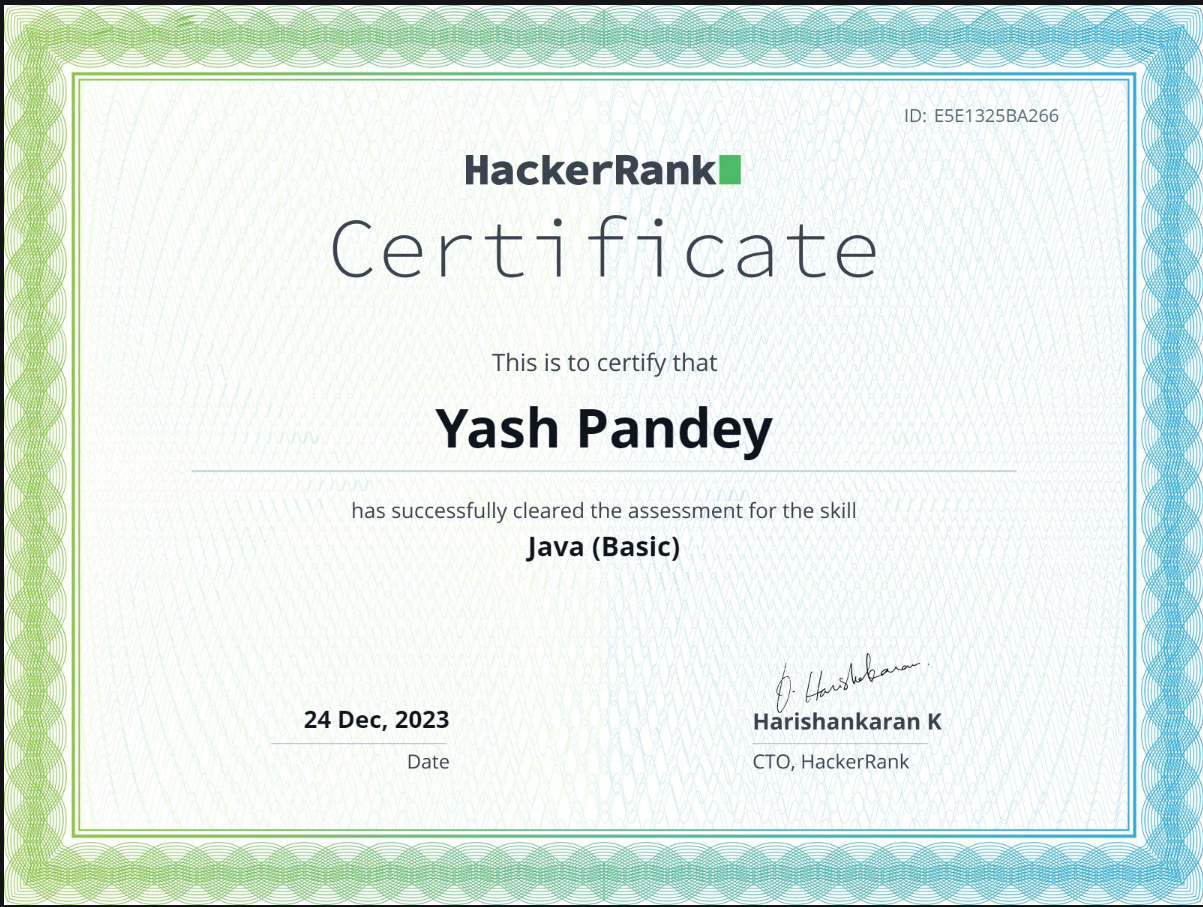 ID: E5E1325BA266
HackerRank
Certificate
This is to certify that
Yash Pandey
has successfully cleared the assessment for the skill
Java (Basic)
24 Dec, 2023
Date
Harishankaran K
CTO, HackerRank